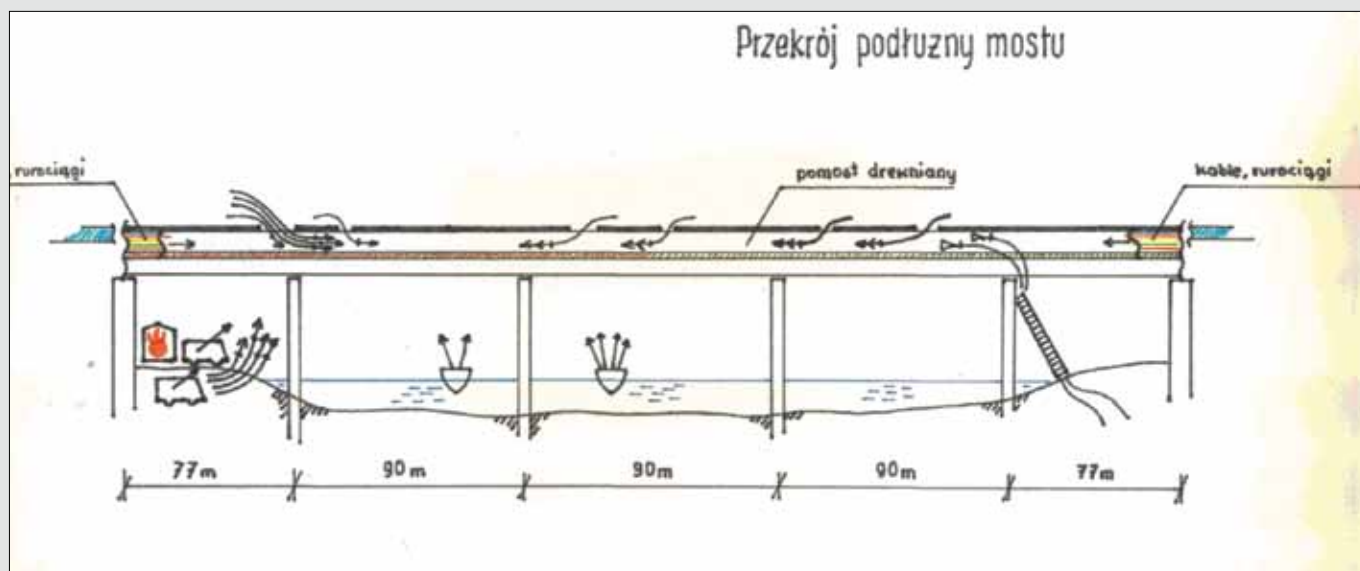 Przekrój podłużny mostu
, rurociągi
pomost drewniany
kable, rurociągi
77m
90m
90m
90m
77m